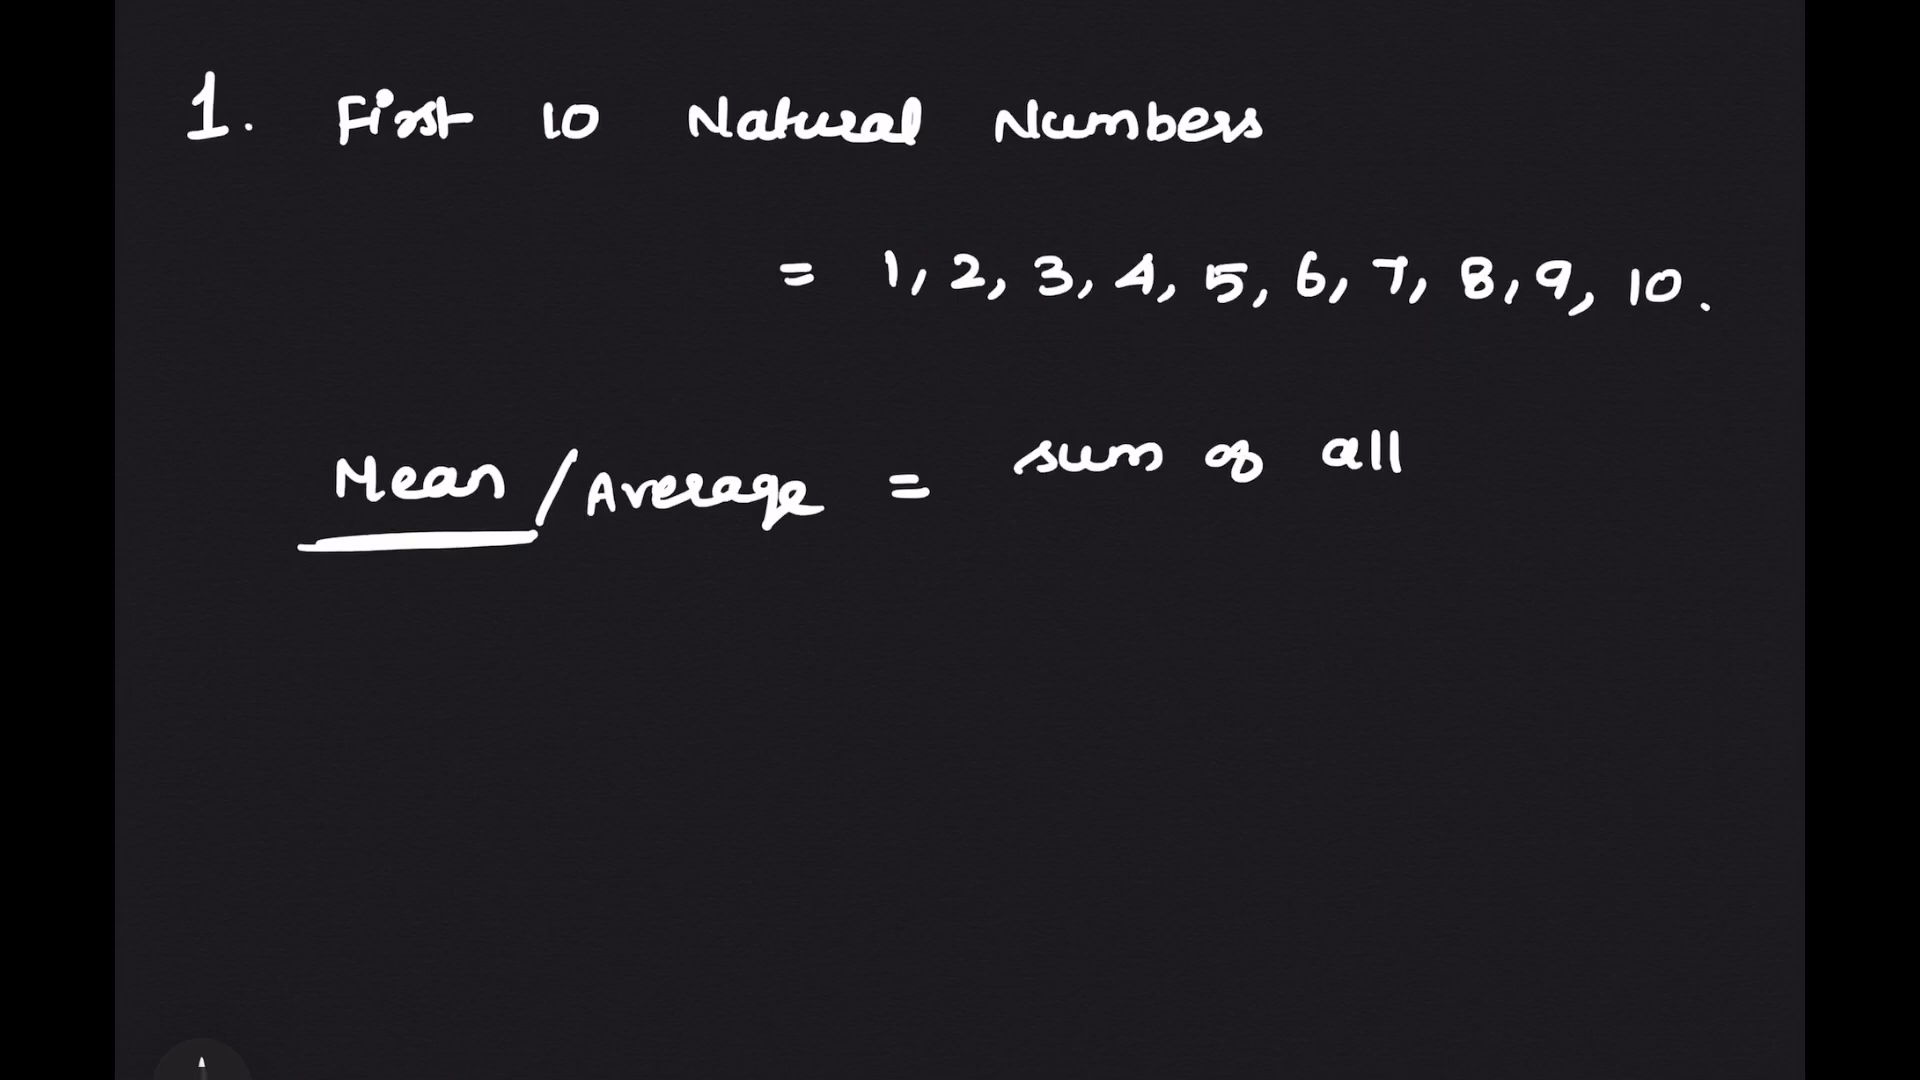 1. First 10 Natural Numbers
= 1, 2, 3, 4, 5, 6, 7, 8, 9, 10.
Mean / Average = sum of all